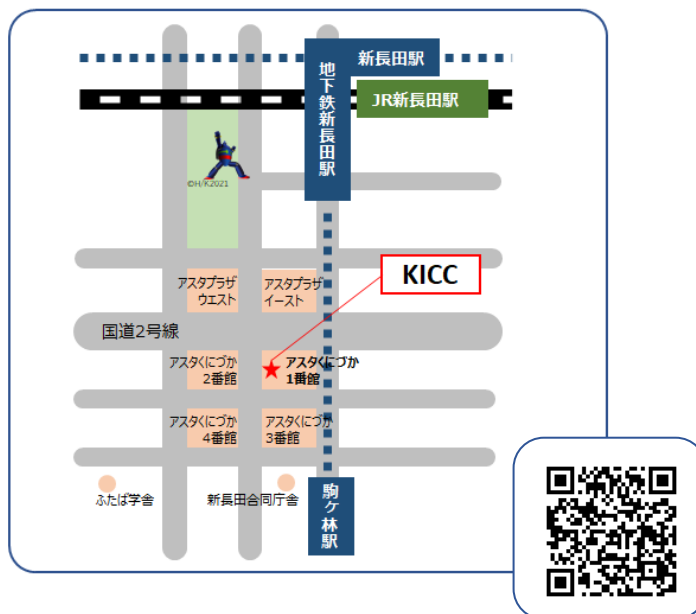 新長田駅
地下鉄新長田駅
JR新長田駅
©H/K2021
KICC
アスタプラザ
ウエスト
アスタプラザ
イースト
国道2号線
アスタくにづか
2番館
アスタくにづか
1番館
アスタくにづか
4番館
アスタくにづか
3番館
ふたば学舎
新長田合同庁舎
駒ヶ林駅